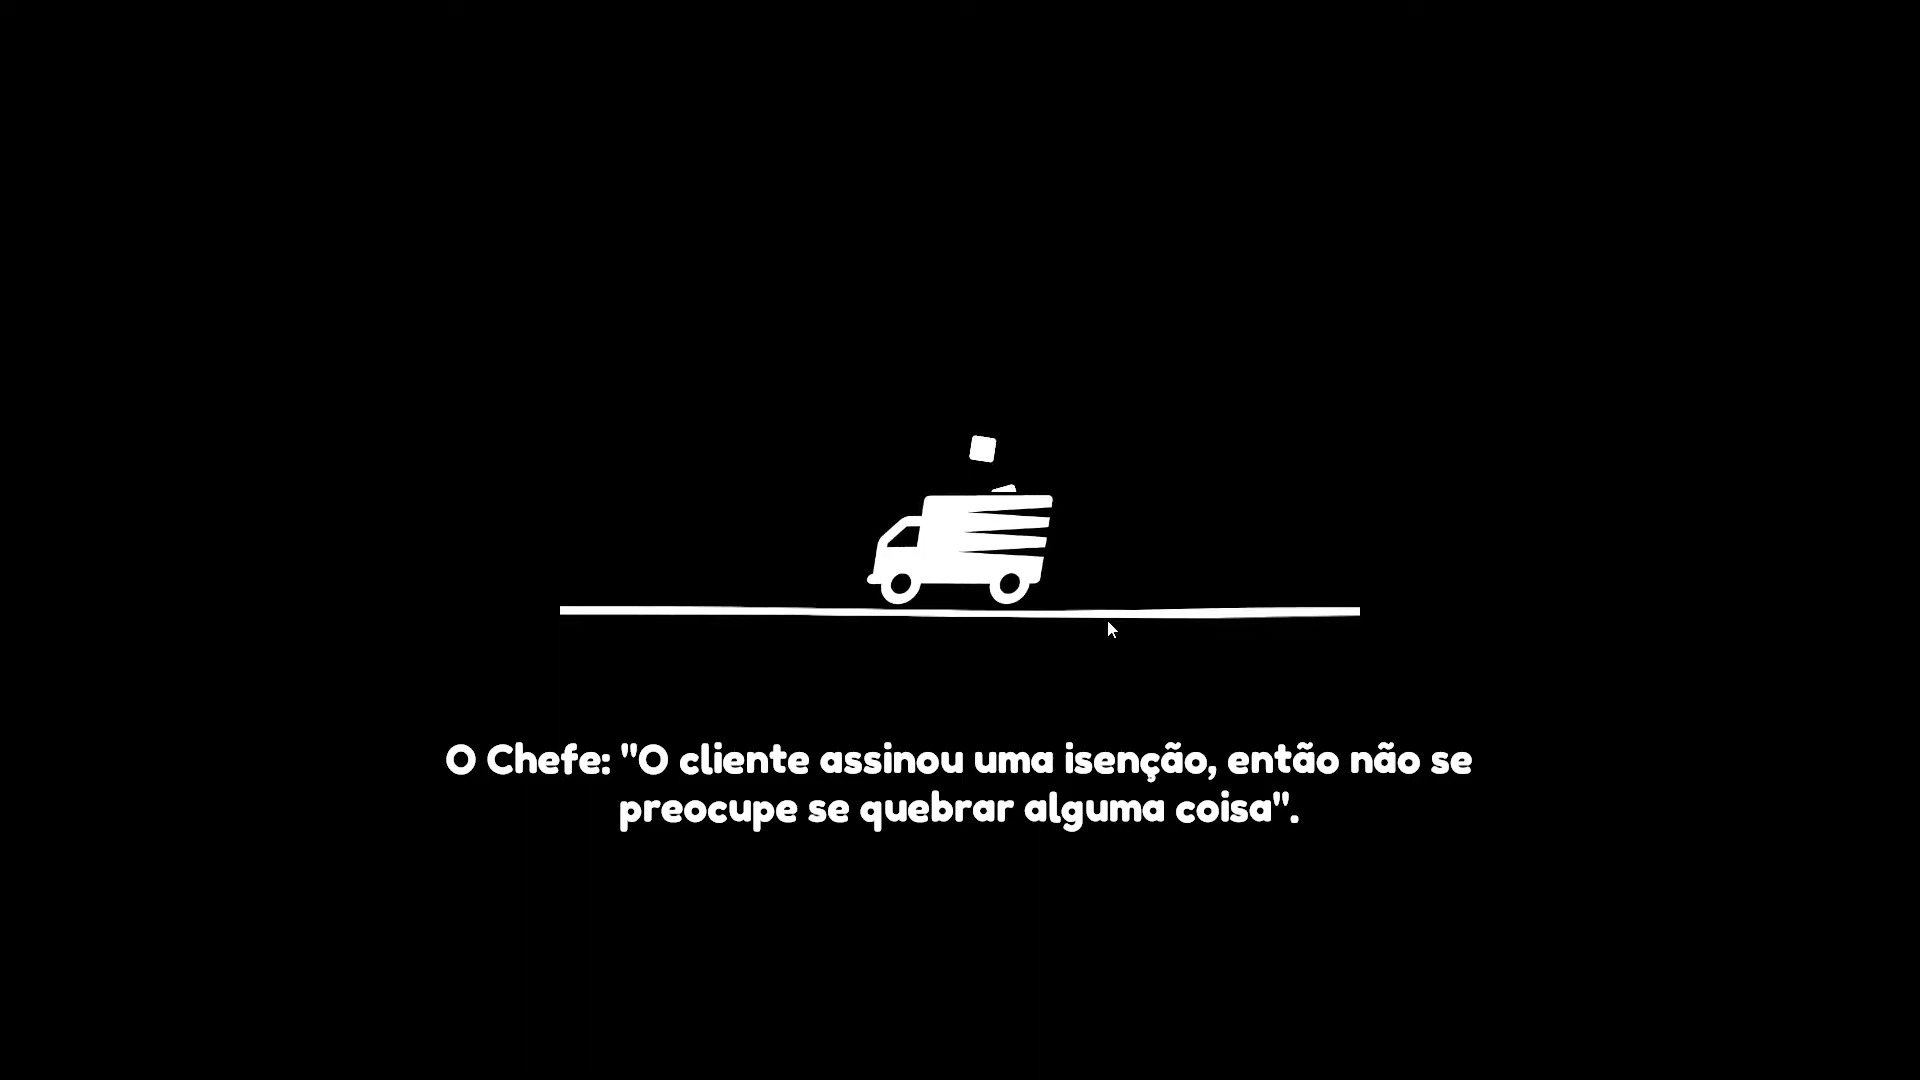 O Chefe: "O cliente assinou uma isenção, então não se
preocupe se quebrar alguma coisa".